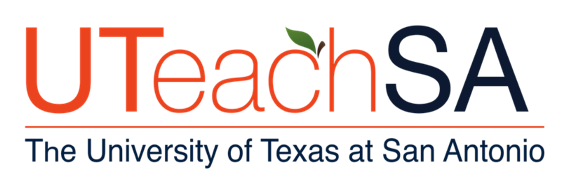 UTeachSA
The University of Texas at San Antonio